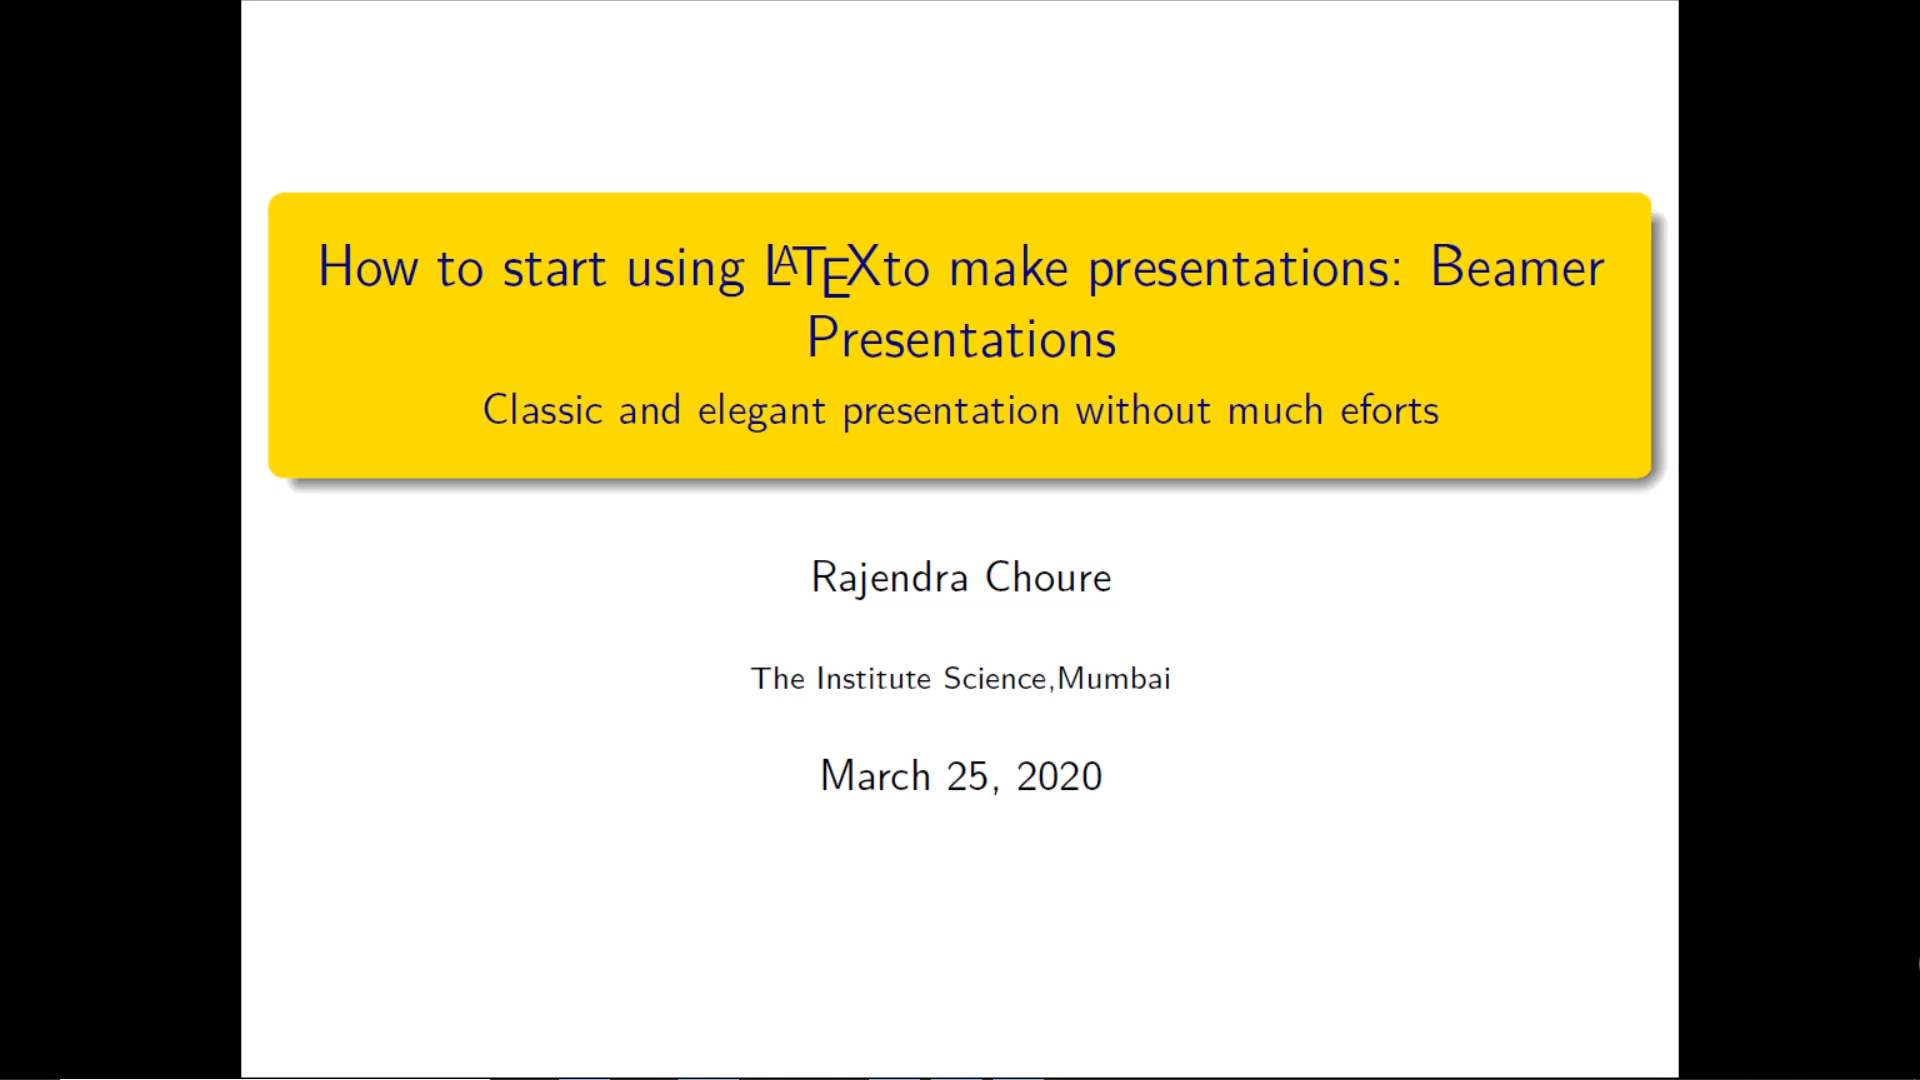 How to start using LATEXto make presentations: Beamer
Presentations
Classic and elegant presentation without much eforts
Rajendra Choure
The Institute Science,Mumbai
March 25, 2020